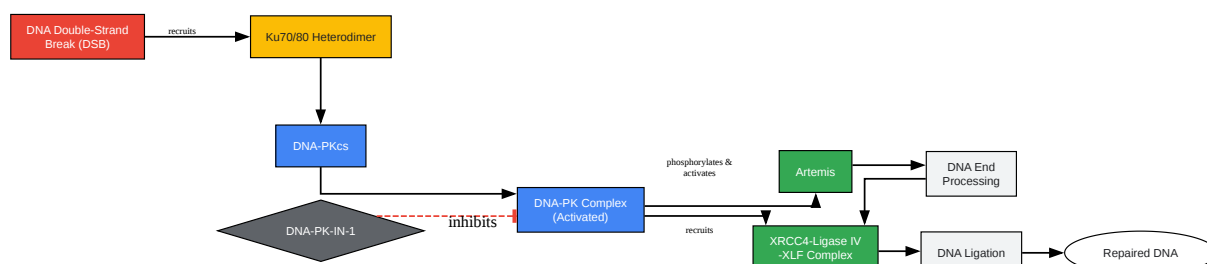 DNA Double-Strand
Break (DSB)
recruits
Ku70/80 Heterodimer
DNA-PKcs
phosphorylates &
activates
Artemis
DNA End
Processing
DNA-PK Complex
(Activated)
DNA-PK-IN-1
inhibits
recruits
XRCC4-Ligase IV
-XLF Complex
DNA Ligation
Repaired DNA